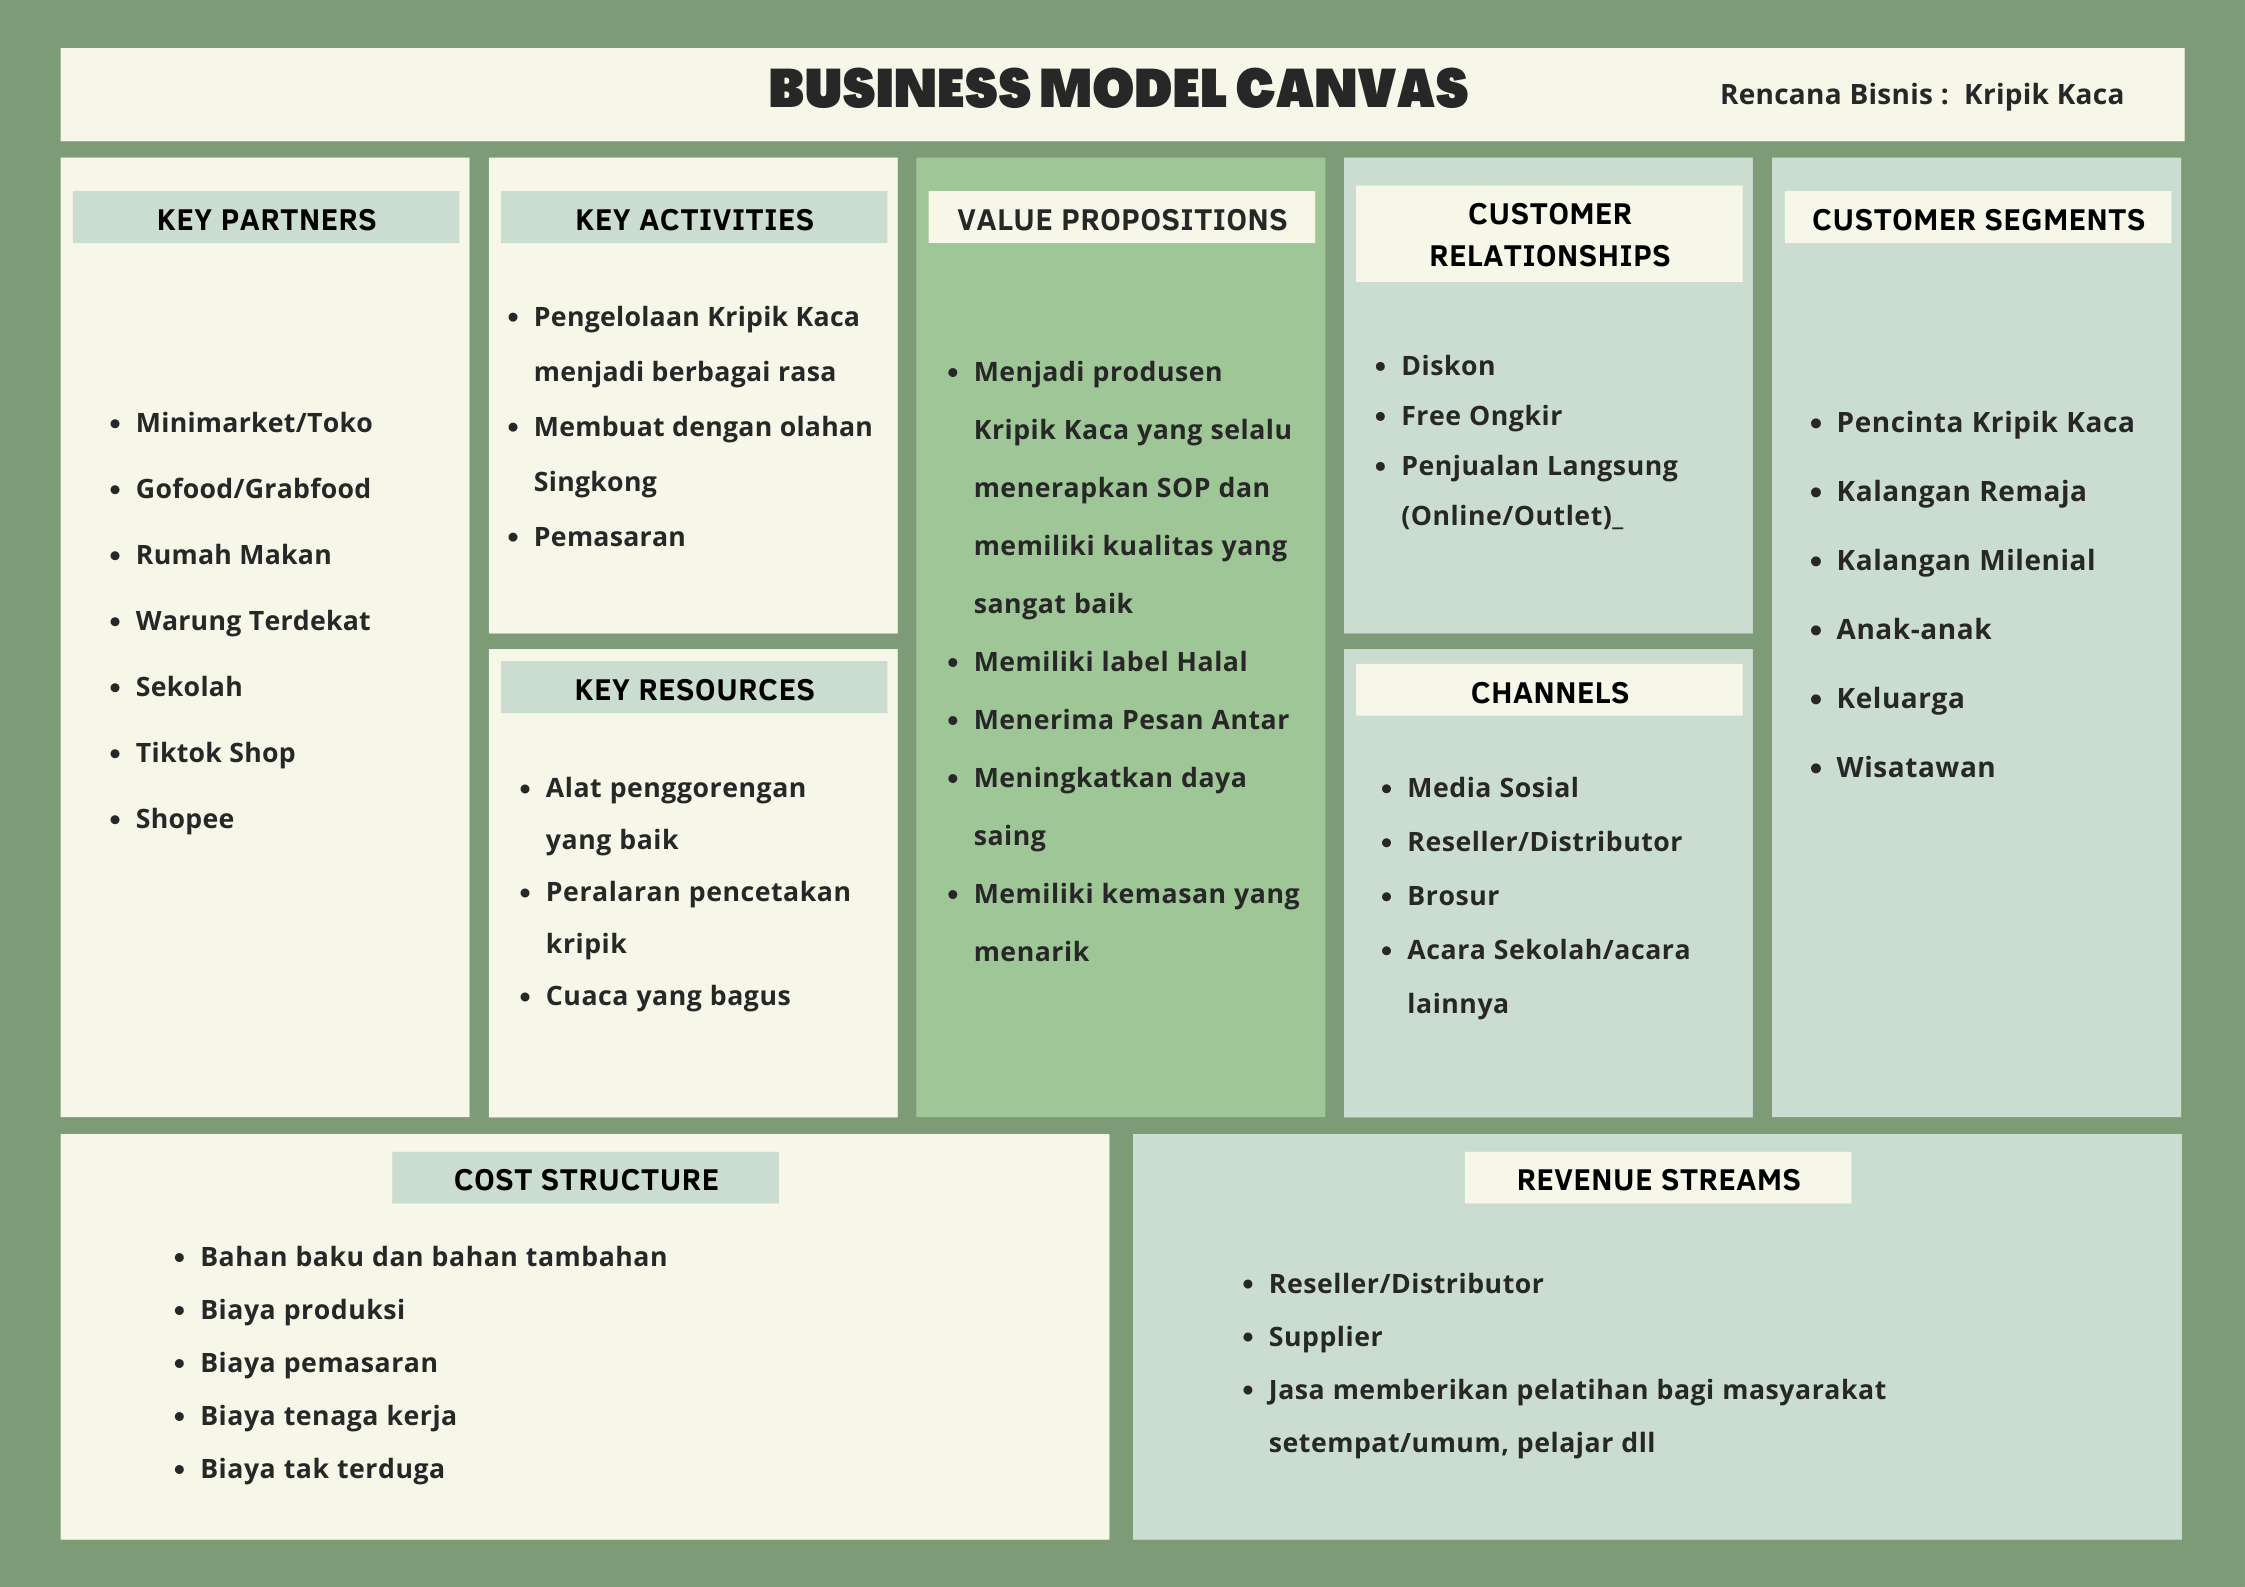 BUSINESS MODEL CANVAS
Rencana Bisnis : Kripik Kaca
KEY PARTNERS
• Minimarket/Toko
• Gofood/Grabfood
• Rumah Makan
• Warung Terdekat
• Sekolah
• Tiktok Shop
• Shopee
KEY ACTIVITIES
• Pengelolaan Kripik Kaca
menjadi berbagai rasa
• Membuat dengan olahan
Singkong
• Pemasaran
KEY RESOURCES
• Alat penggorengan
yang baik
• Peralaran pencetakan
kripik
• Cuaca yang bagus
VALUE PROPOSITIONS
• Menjadi produsen
Kripik Kaca yang selalu
menerapkan SOP dan
memiliki kualitas yang
sangat baik
• Memiliki label Halal
• Menerima Pesan Antar
• Meningkatkan daya
saing
• Memiliki kemasan yang
menarik
CUSTOMER
RELATIONSHIPS
• Diskon
• Free Ongkir
• Penjualan Langsung
(Online/Outlet)_
CHANNELS
• Media Sosial
• Reseller/Distributor
• Brosur
• Acara Sekolah/acara
lainnya
CUSTOMER SEGMENTS
• Pencinta Kripik Kaca
• Kalangan Remaja
• Kalangan Milenial
• Anak-anak
• Keluarga
• Wisatawan
COST STRUCTURE
• Bahan baku dan bahan tambahan
• Biaya produksi
• Biaya pemasaran
• Biaya tenaga kerja
• Biaya tak terduga
REVENUE STREAMS
• Reseller/Distributor
• Supplier
• Jasa memberikan pelatihan bagi masyarakat
setempat/umum, pelajar dll